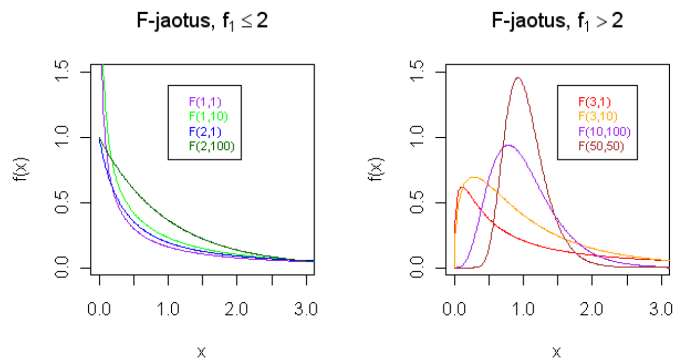 F-jaotus, f₁ ≤ 2
f(x)
1.5
1.0
0.5
0.0
F(1,1)
F(1,10)
F(2,1)
F(2,100)
0.0 1.0 2.0 3.0
x
F-jaotus, f₁ > 2
f(x)
1.5
1.0
0.5
0.0
F(3,1)
F(3,10)
F(10,100)
F(50,50)
0.0 1.0 2.0 3.0
x